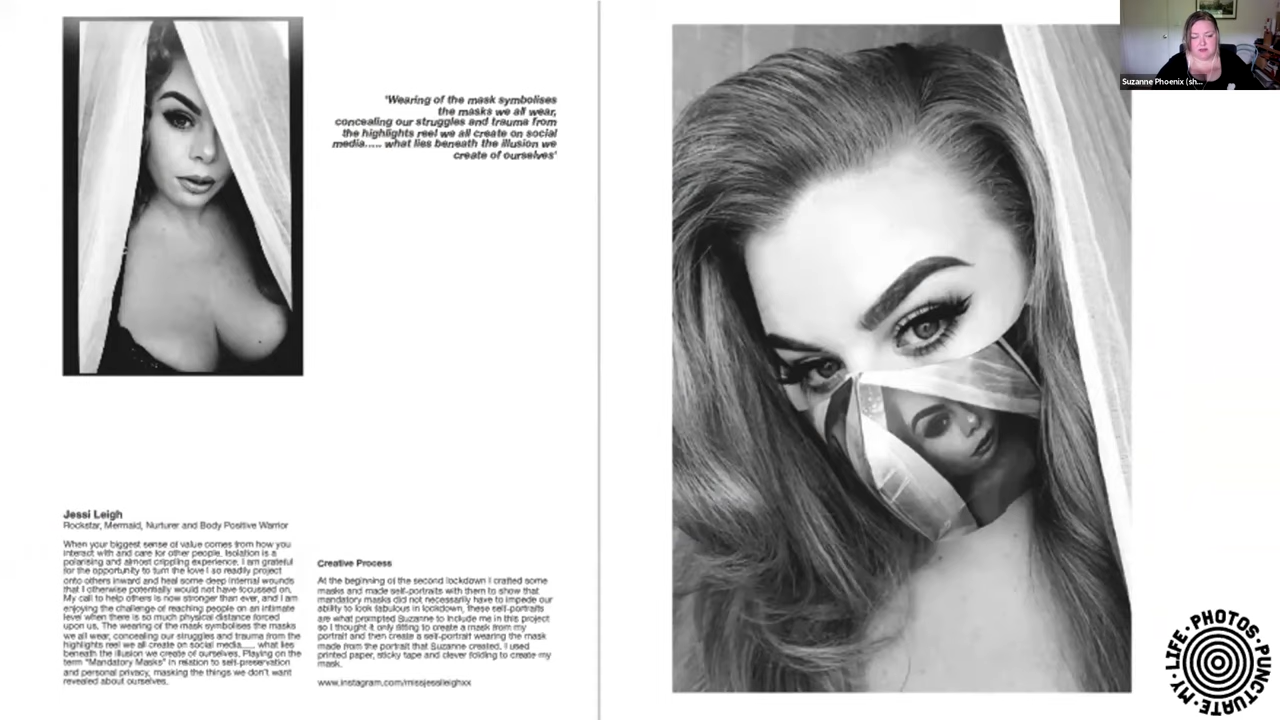 'Wearing of the mask symbolises
the masks we all wear,
concealing our struggles and trauma from
the highlights reel we all create on social
media..... what lies beneath the illusion we
create of ourselves'
Jessi Leigh
Rockstar, Mermaid, Nurturer and Body Positive Warrior
When your biggest sense of value comes from how you
interact with and care for other people. Isolation is a
polarising and almost crippling experience. I am grateful
for the opportunity to turn the love I so readily project
onto others inward and heal some deep internal wounds
that I otherwise potentially would not have focussed on.
My call to help others is now stronger than ever, and I am
enjoying the challenge of reaching people on an intimate
level when there is so much physical distance forced
upon us. The wearing of the mask symbolises the masks
we all wear, concealing our struggles and trauma from the
highlights reel we all create on social media..... what lies
beneath the illusion we create of ourselves. Playing on the
term "Mandatory Masks" in relation to self-preservation
and personal privacy, masking the things we don't want
revealed about ourselves.
Creative Process
At the beginning of the second lockdown I crafted some
masks and made self-portraits with them to show that
mandatory masks did not necessarily have to impede our
ability to look fabulous in lockdown, these self-portraits
are what prompted Suzanne to include me in this project
so I thought it only fitting to create a mask from my
portrait and then create a self-portrait wearing the mask
made from the portrait that Suzanne created. I used
printed paper, sticky tape and clever folding to create my
mask.
www.instagram.com/missjessileighxx
Suzanne Phoenix (sh...
PHOTOS · PUNCTUATE · MY · LIFE ·